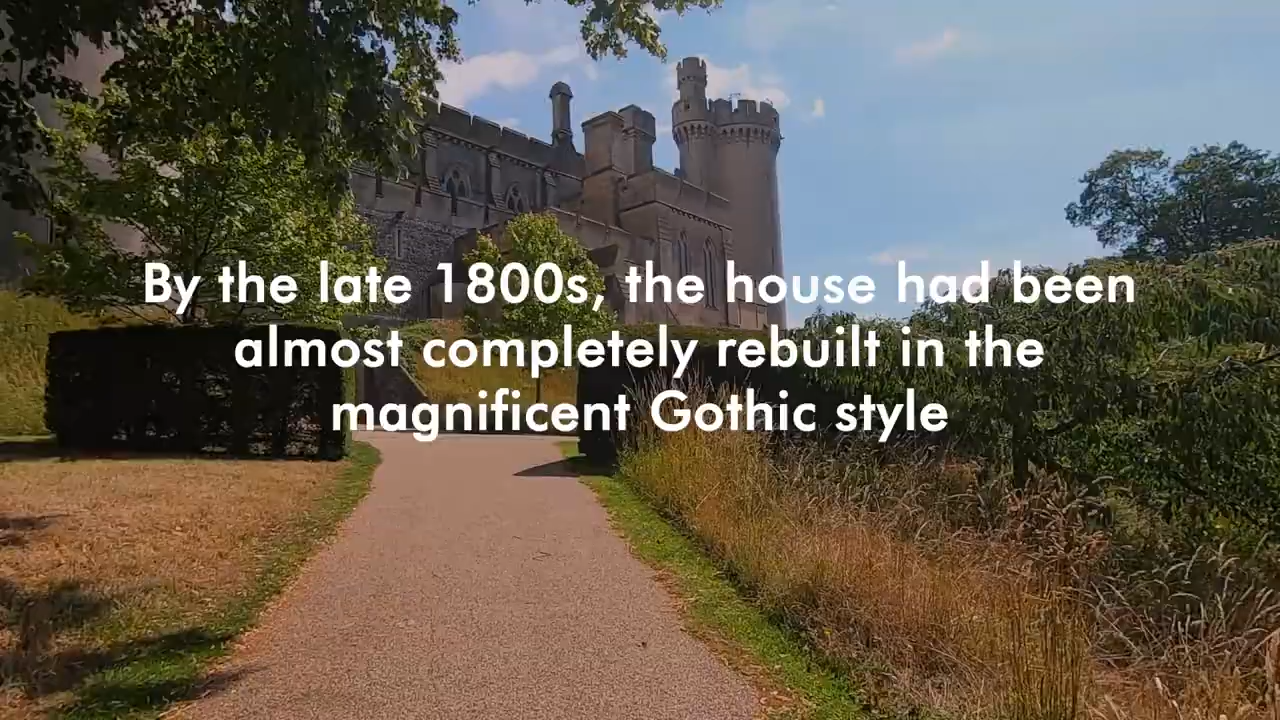 By the late 1800s, the house had been
almost completely rebuilt in the
magnificent Gothic style